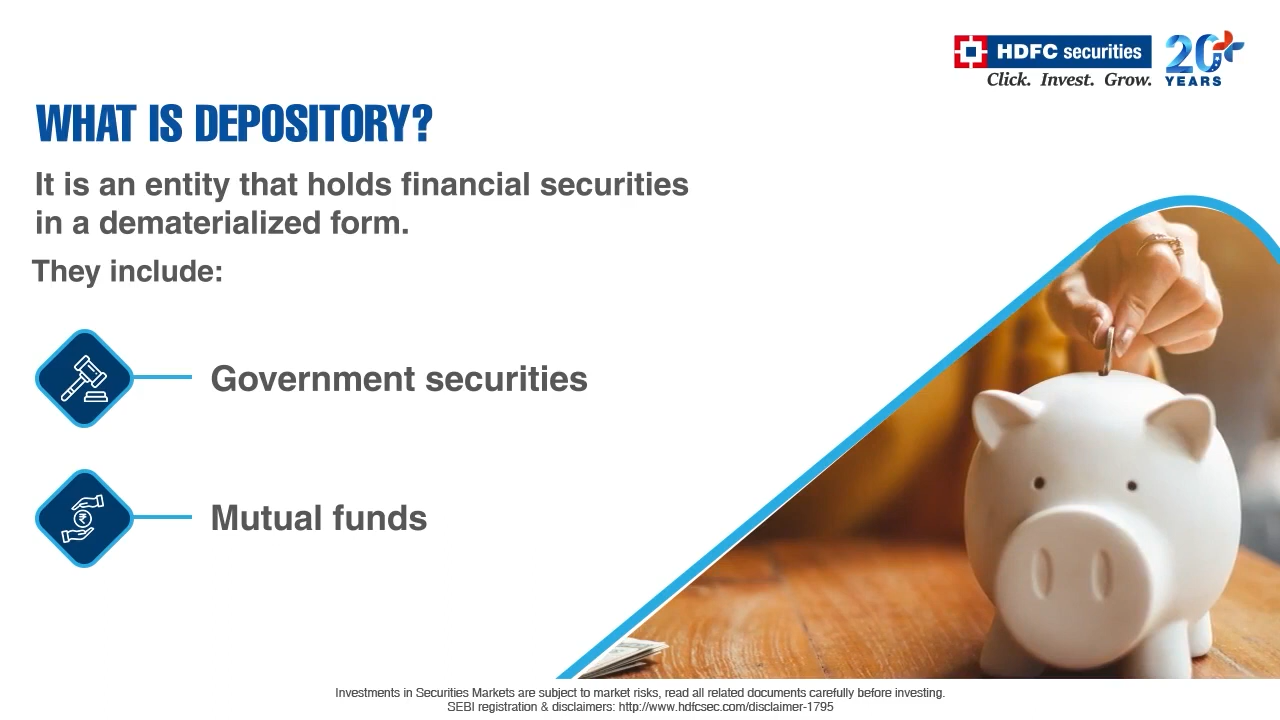 HDFC securities
Click. Invest. Grow.
20+
YEARS
WHAT IS DEPOSITORY?
It is an entity that holds financial securities
in a dematerialized form.
They include:
Government securities
₹
Mutual funds
Investments in Securities Markets are subject to market risks, read all related documents carefully before investing.
SEBI registration & disclaimers: http://www.hdfcsec.com/disclaimer-1795